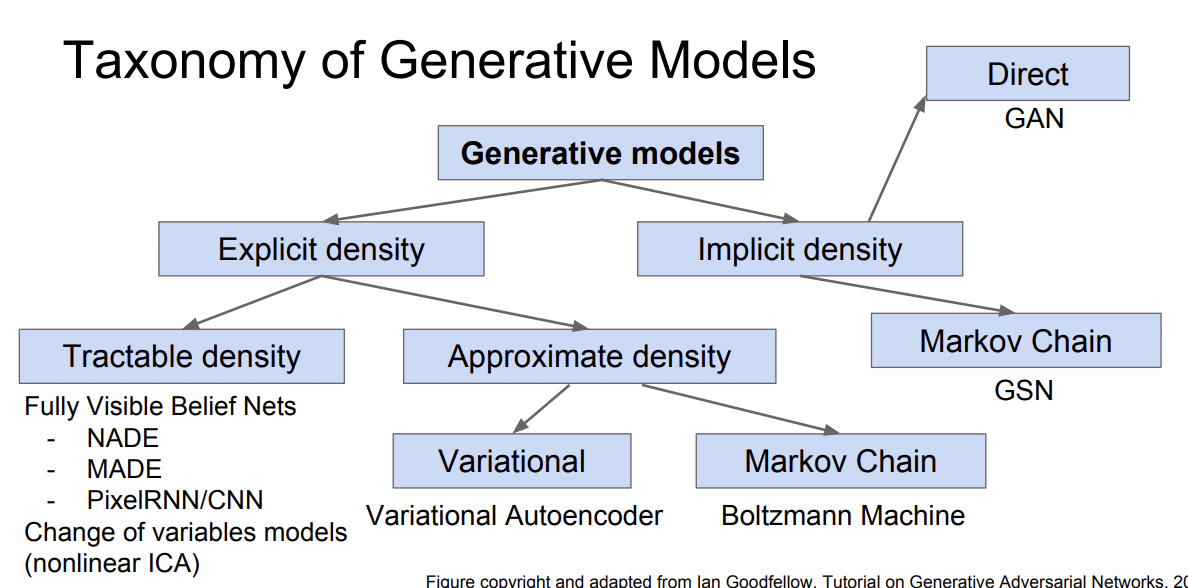 Taxonomy of Generative Models
Direct
GAN
Generative models
Explicit density
Implicit density
Tractable density
Approximate density
Markov Chain
GSN
Fully Visible Belief Nets
- NADE
- MADE
- PixelRNN/CNN
Change of variables models
(nonlinear ICA)
Variational
Variational Autoencoder
Markov Chain
Boltzmann Machine
Figure copyright and adapted from Ian Goodfellow, Tutorial on Generative Adversarial Networks,